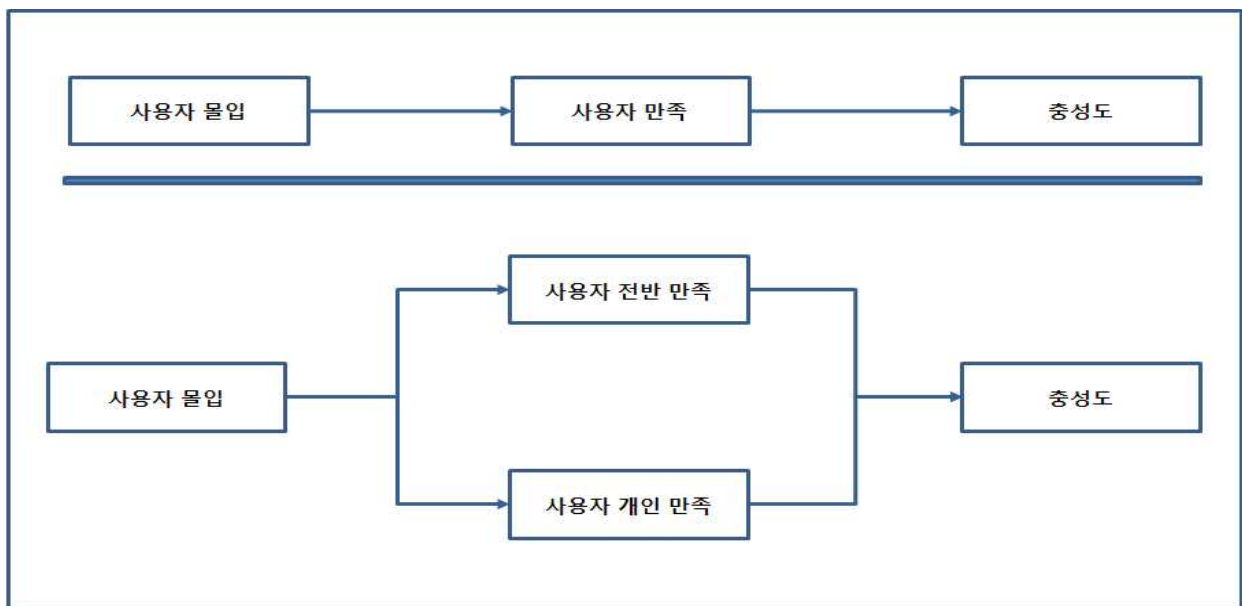 사용자 몰입
사용자 만족
충성도
사용자 전반 만족
사용자 몰입
충성도
사용자 개인 만족